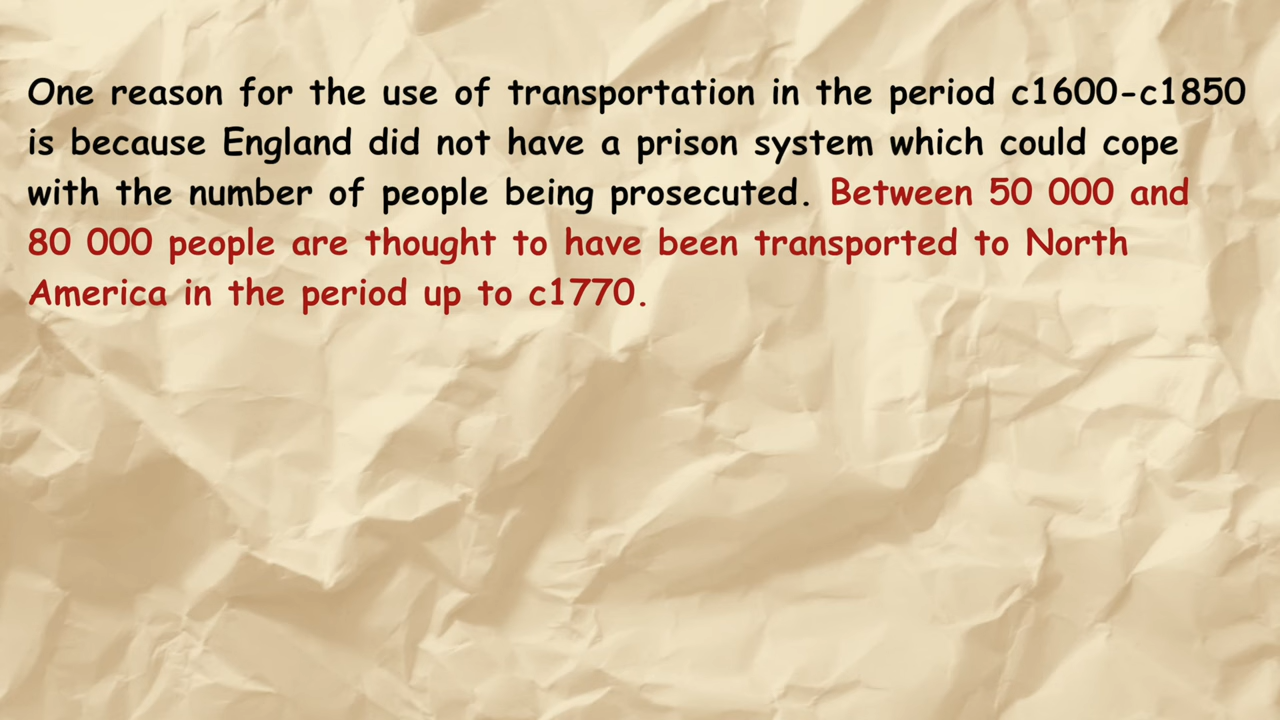 One reason for the use of transportation in the period c1600-c1850
is because England did not have a prison system which could cope
with the number of people being prosecuted. Between 50 000 and
80 000 people are thought to have been transported to North
America in the period up to c1770.